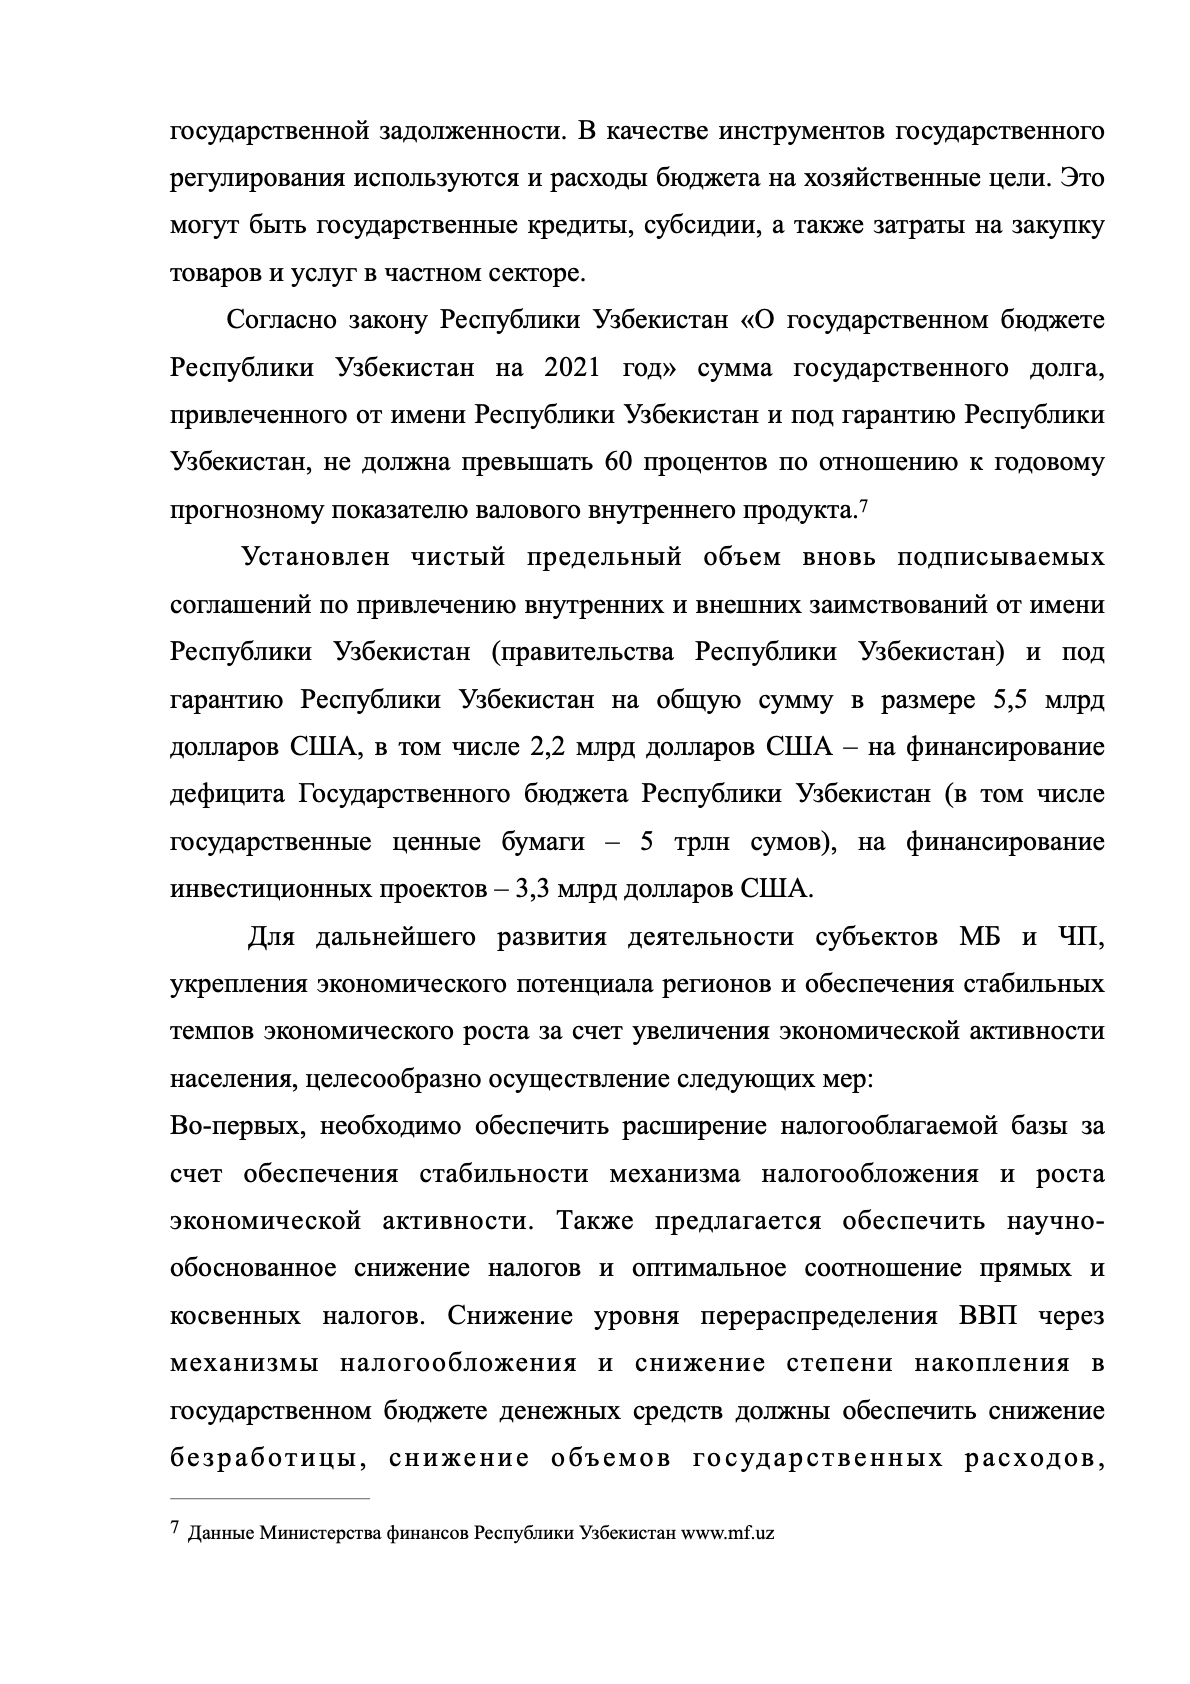 государственной задолженности. В качестве инструментов государственного
регулирования используются и расходы бюджета на хозяйственные цели. Это
могут быть государственные кредиты, субсидии, а также затраты на закупку
товаров и услуг в частном секторе.
Согласно закону Республики Узбекистан «О государственном бюджете
Республики Узбекистан на 2021 год» сумма государственного долга,
привлеченного от имени Республики Узбекистан и под гарантию Республики
Узбекистан, не должна превышать 60 процентов по отношению к годовому
прогнозному показателю валового внутреннего продукта.7
Установлен чистый предельный объем вновь подписываемых
соглашений по привлечению внутренних и внешних заимствований от имени
Республики Узбекистан (правительства Республики Узбекистан) и под
гарантию Республики Узбекистан на общую сумму в размере 5,5 млрд
долларов США, в том числе 2,2 млрд долларов США – на финансирование
дефицита Государственного бюджета Республики Узбекистан (в том числе
государственные ценные бумаги – 5 трлн сумов), на финансирование
инвестиционных проектов – 3,3 млрд долларов США.
Для дальнейшего развития деятельности субъектов МБ и ЧП,
укрепления экономического потенциала регионов и обеспечения стабильных
темпов экономического роста за счет увеличения экономической активности
населения, целесообразно осуществление следующих мер:
Во-первых, необходимо обеспечить расширение налогооблагаемой базы за
счет обеспечения стабильности механизма налогообложения и роста
экономической активности. Также предлагается обеспечить научно-
обоснованное снижение налогов и оптимальное соотношение прямых и
косвенных налогов. Снижение уровня перераспределения ВВП через
механизмы налогообложения и снижение степени накопления в
государственном бюджете денежных средств должны обеспечить снижение
безработицы, снижение объемов государственных расходов,
7 Данные Министерства финансов Республики Узбекистан www.mf.uz